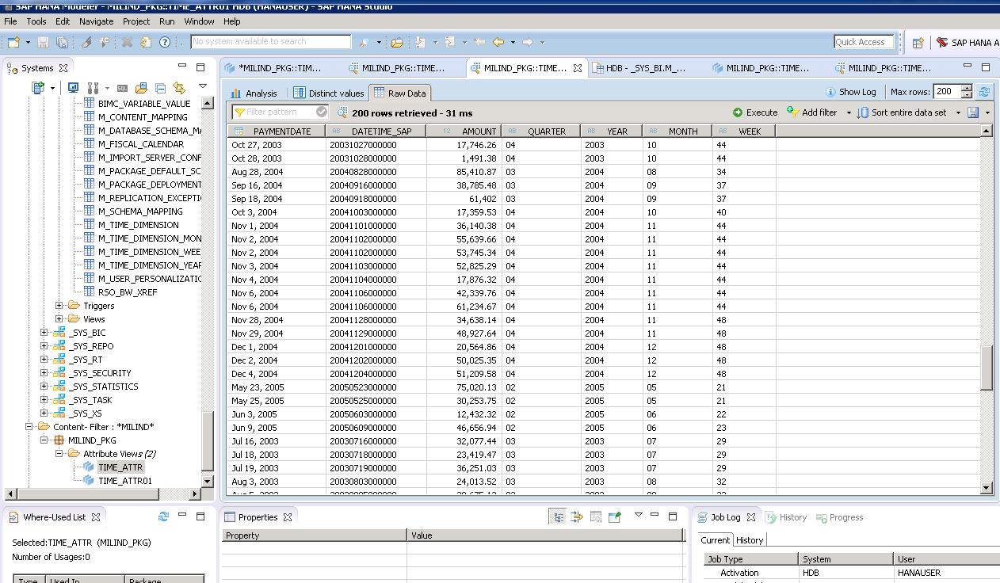 SAP HANA Modeler - MILIND_PKG::TIME_ATTR01 HDB (HANAUSER) - SAP HANA Studio
File Tools Edit Navigate Project Run Window Help
No system available to search Quick Access SAP HANA A
Systems
*MILIND_PKG::TIM... MILIND_PKG::TIME... MILIND_PKG::TIME... HDB - _SYS_BI.M_... MILIND_PKG::TIME... MILIND_PKG::TIME...
SQL
BIMC_VARIABLE_VALUE
M_CONTENT_MAPPING
M_DATABASE_SCHEMA_MA
M_FISCAL_CALENDAR
M_IMPORT_SERVER_CONF
M_PACKAGE_DEFAULT_SC
M_PACKAGE_DEPLOYMENT
M_REPLICATION_EXCEPTI
M_SCHEMA_MAPPING
M_TIME_DIMENSION
M_TIME_DIMENSION_MON
M_TIME_DIMENSION_WEE
M_TIME_DIMENSION_YEAR
M_USER_PERSONALIZATIO
RSO_BW_XREF
Triggers
Views
_SYS_BIC
_SYS_REPO
_SYS_RT
_SYS_SECURITY
_SYS_STATISTICS
_SYS_TASK
_SYS_XS
Content- Filter : *MILIND*
MILIND_PKG
Attribute Views (2)
TIME_ATTR
TIME_ATTR01
Analysis Distinct values Raw Data Show Log Max rows: 200
Filter pattern 200 rows retrieved - 31 ms Execute Add filter Sort entire data set
PAYMENTDATE AB DATETIME_SAP 12 AMOUNT AB QUARTER AB YEAR AB MONTH AB WEEK
Oct 27, 2003 20031027000000 17,746.26 04 2003 10 44
Oct 28, 2003 20031028000000 1,491.38 04 2003 10 44
Aug 28, 2004 20040828000000 85,410.87 03 2004 08 34
Sep 16, 2004 20040916000000 38,785.48 03 2004 09 37
Sep 18, 2004 20040918000000 61,402 03 2004 09 37
Oct 3, 2004 20041003000000 17,359.53 04 2004 10 40
Nov 1, 2004 20041101000000 36,140.38 04 2004 11 44
Nov 2, 2004 20041102000000 55,639.66 04 2004 11 44
Nov 2, 2004 20041102000000 53,745.34 04 2004 11 44
Nov 3, 2004 20041103000000 52,825.29 04 2004 11 44
Nov 4, 2004 20041104000000 17,876.32 04 2004 11 44
Nov 6, 2004 20041106000000 42,339.76 04 2004 11 44
Nov 6, 2004 20041106000000 61,234.67 04 2004 11 44
Nov 28, 2004 20041128000000 34,638.14 04 2004 11 48
Nov 29, 2004 20041129000000 48,927.64 04 2004 11 48
Dec 1, 2004 20041201000000 20,564.86 04 2004 12 48
Dec 2, 2004 20041202000000 50,025.35 04 2004 12 48
Dec 4, 2004 20041204000000 51,209.58 04 2004 12 48
May 23, 2005 20050523000000 75,020.13 02 2005 05 21
May 25, 2005 20050525000000 30,253.75 02 2005 05 21
Jun 3, 2005 20050603000000 12,432.32 02 2005 06 22
Jun 9, 2005 20050609000000 46,656.94 02 2005 06 23
Jul 16, 2003 20030716000000 32,077.44 03 2003 07 29
Jul 18, 2003 20030718000000 23,419.47 03 2003 07 29
Jul 19, 2003 20030719000000 36,251.03 03 2003 07 29
Aug 3, 2003 20030803000000 24,013.52 03 2003 08 32
Where-Used List
Selected:TIME_ATTR (MILIND_PKG)
Number of Usages:0
Type Used In Package
Properties
Property Value
Job Log History Progress
Current History
Job Type System User
Activation HDB HANAUSER